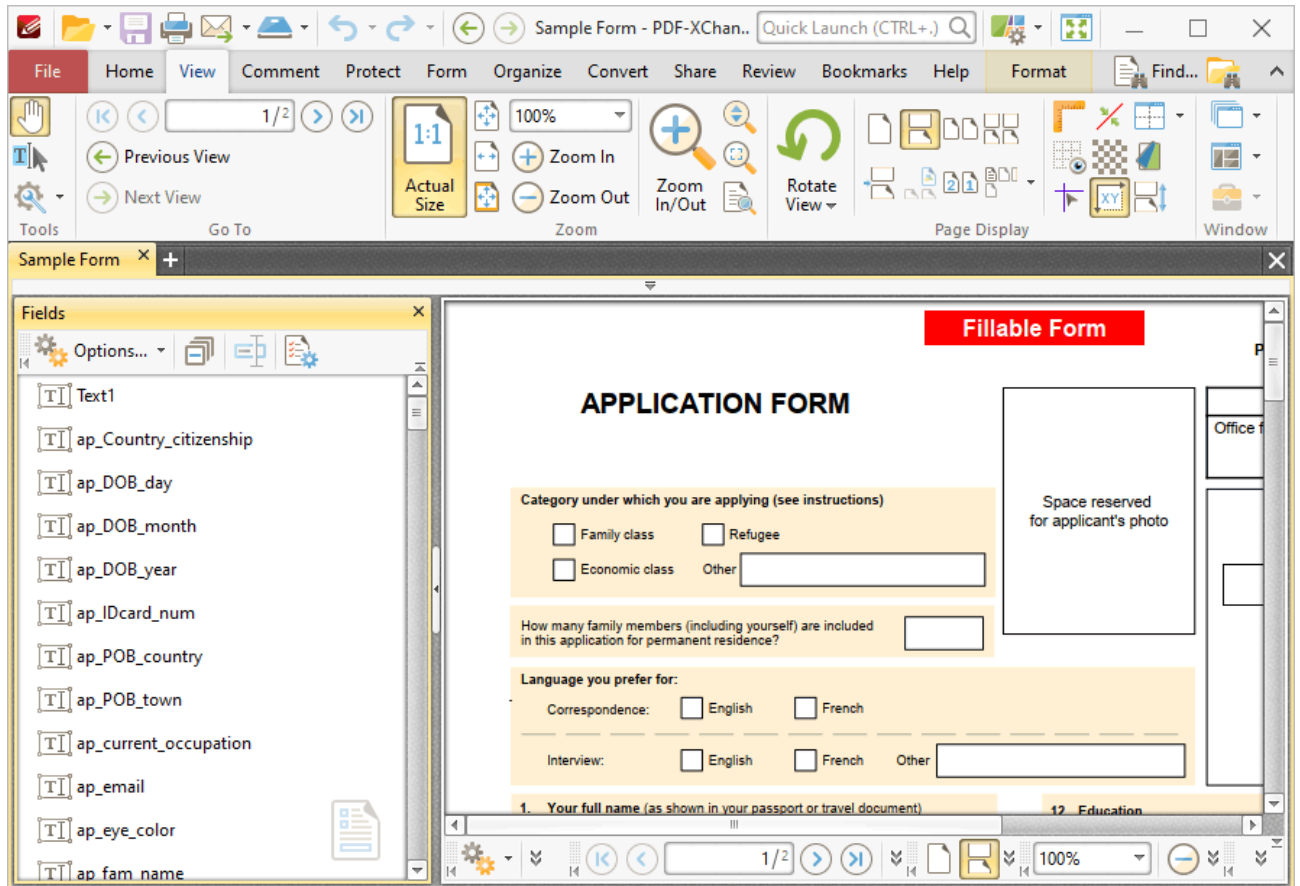 Sample Form - PDF-XChan..
Quick Launch (CTRL+.)
File Home View Comment Protect Form Organize Convert Share Review Bookmarks Help Format Find...
1/2
Previous View
Next View
1:1
Actual
Size
100%
Zoom In
Zoom Out
Zoom
In/Out
Rotate
View
21
XY
Tools
Go To
Zoom
Page Display
Window
Sample Form
Fields
Options...
Text1
ap_Country_citizenship
ap_DOB_day
ap_DOB_month
ap_DOB_year
ap_IDcard_num
ap_POB_country
ap_POB_town
ap_current_occupation
ap_email
ap_eye_color
ap_fam_name
Fillable Form
P
APPLICATION FORM
Office f
Space reserved
for applicant's photo
Category under which you are applying (see instructions)
Family class Refugee
Economic class Other
How many family members (including yourself) are included
in this application for permanent residence?
Language you prefer for:
Correspondence: English French
Interview: English French Other
1. Your full name (as shown in your passport or travel document)
12 Education
1/2
100%